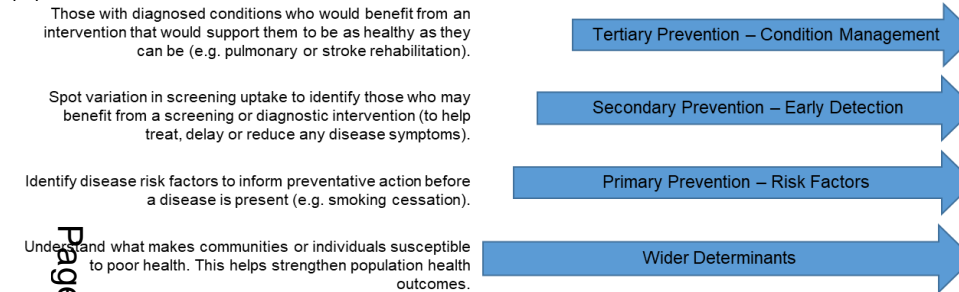 Those with diagnosed conditions who would benefit from an
intervention that would support them to be as healthy as they
can be (e.g. pulmonary or stroke rehabilitation).
Tertiary Prevention – Condition Management
Spot variation in screening uptake to identify those who may
benefit from a screening or diagnostic intervention (to help
treat, delay or reduce any disease symptoms).
Secondary Prevention – Early Detection
Identify disease risk factors to inform preventative action before
a disease is present (e.g. smoking cessation).
Primary Prevention – Risk Factors
Understand what makes communities or individuals susceptible
to poor health. This helps strengthen population health
outcomes.
Wider Determinants
Page